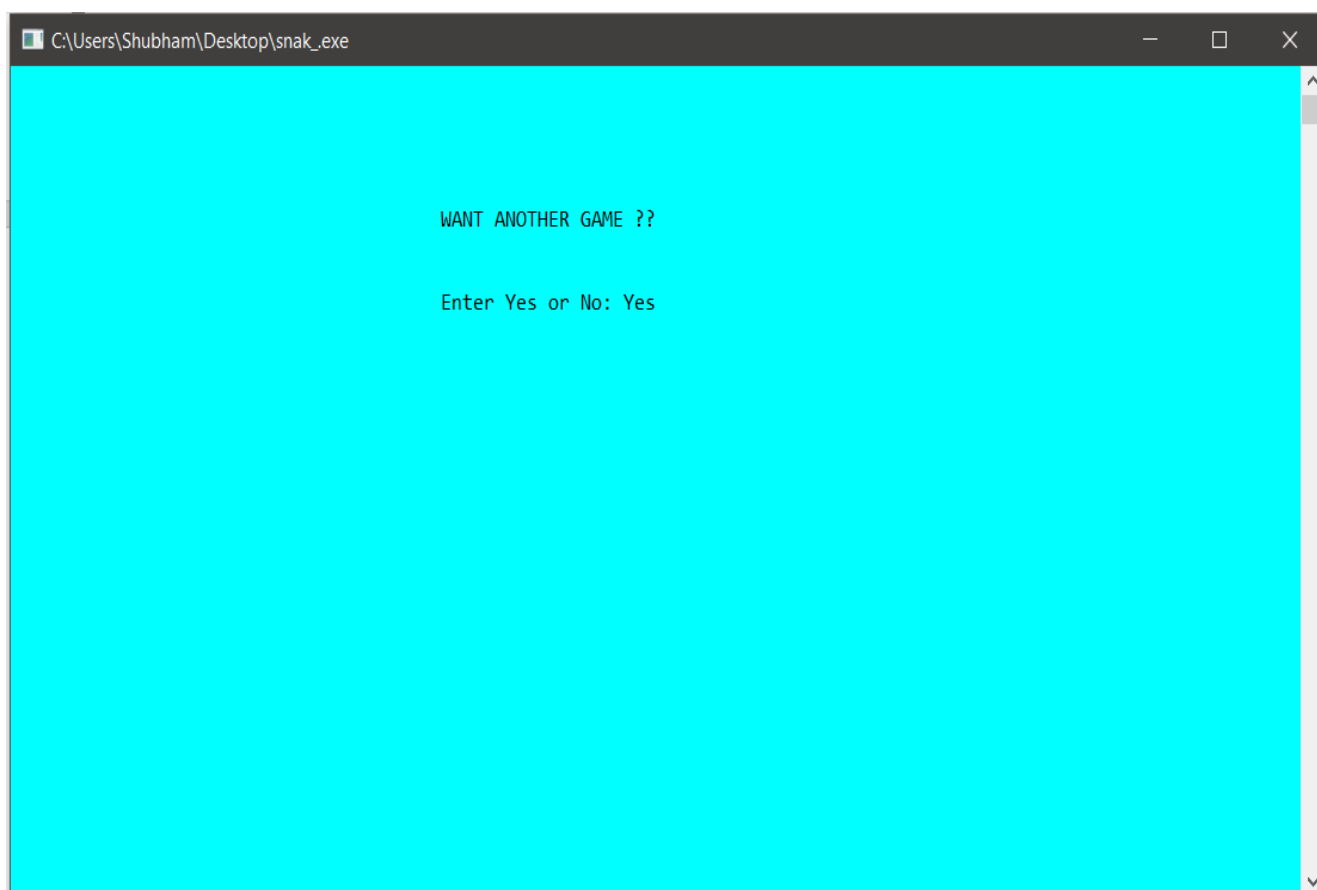 C:\Users\Shubham\Desktop\snak_.exe
WANT ANOTHER GAME ??
Enter Yes or No: Yes